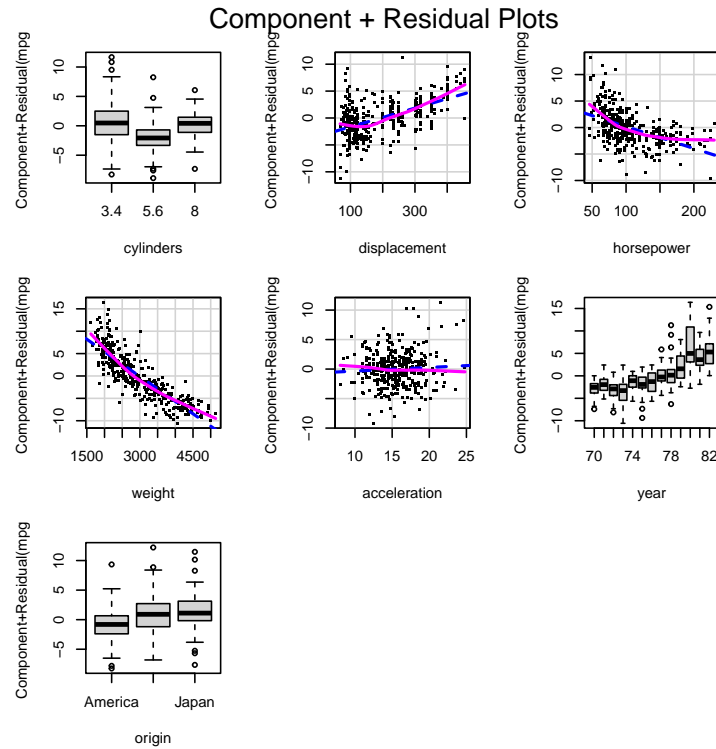 Component + Residual Plots
Component+Residual(mpg
−5 0 5 10
3.4 5.6 8
cylinders
Component+Residual(mpg
−10 0 5 10
100 300
displacement
Component+Residual(mpg
−10 0 5 10
50 100 200
horsepower
Component+Residual(mpg
−10 0 5 15
1500 3000 4500
weight
Component+Residual(mpg
−10 0 5 10
10 15 20 25
acceleration
Component+Residual(mpg
−10 0 5 15
70 74 78 82
year
Component+Residual(mpg
−5 0 5 10
America Japan
origin